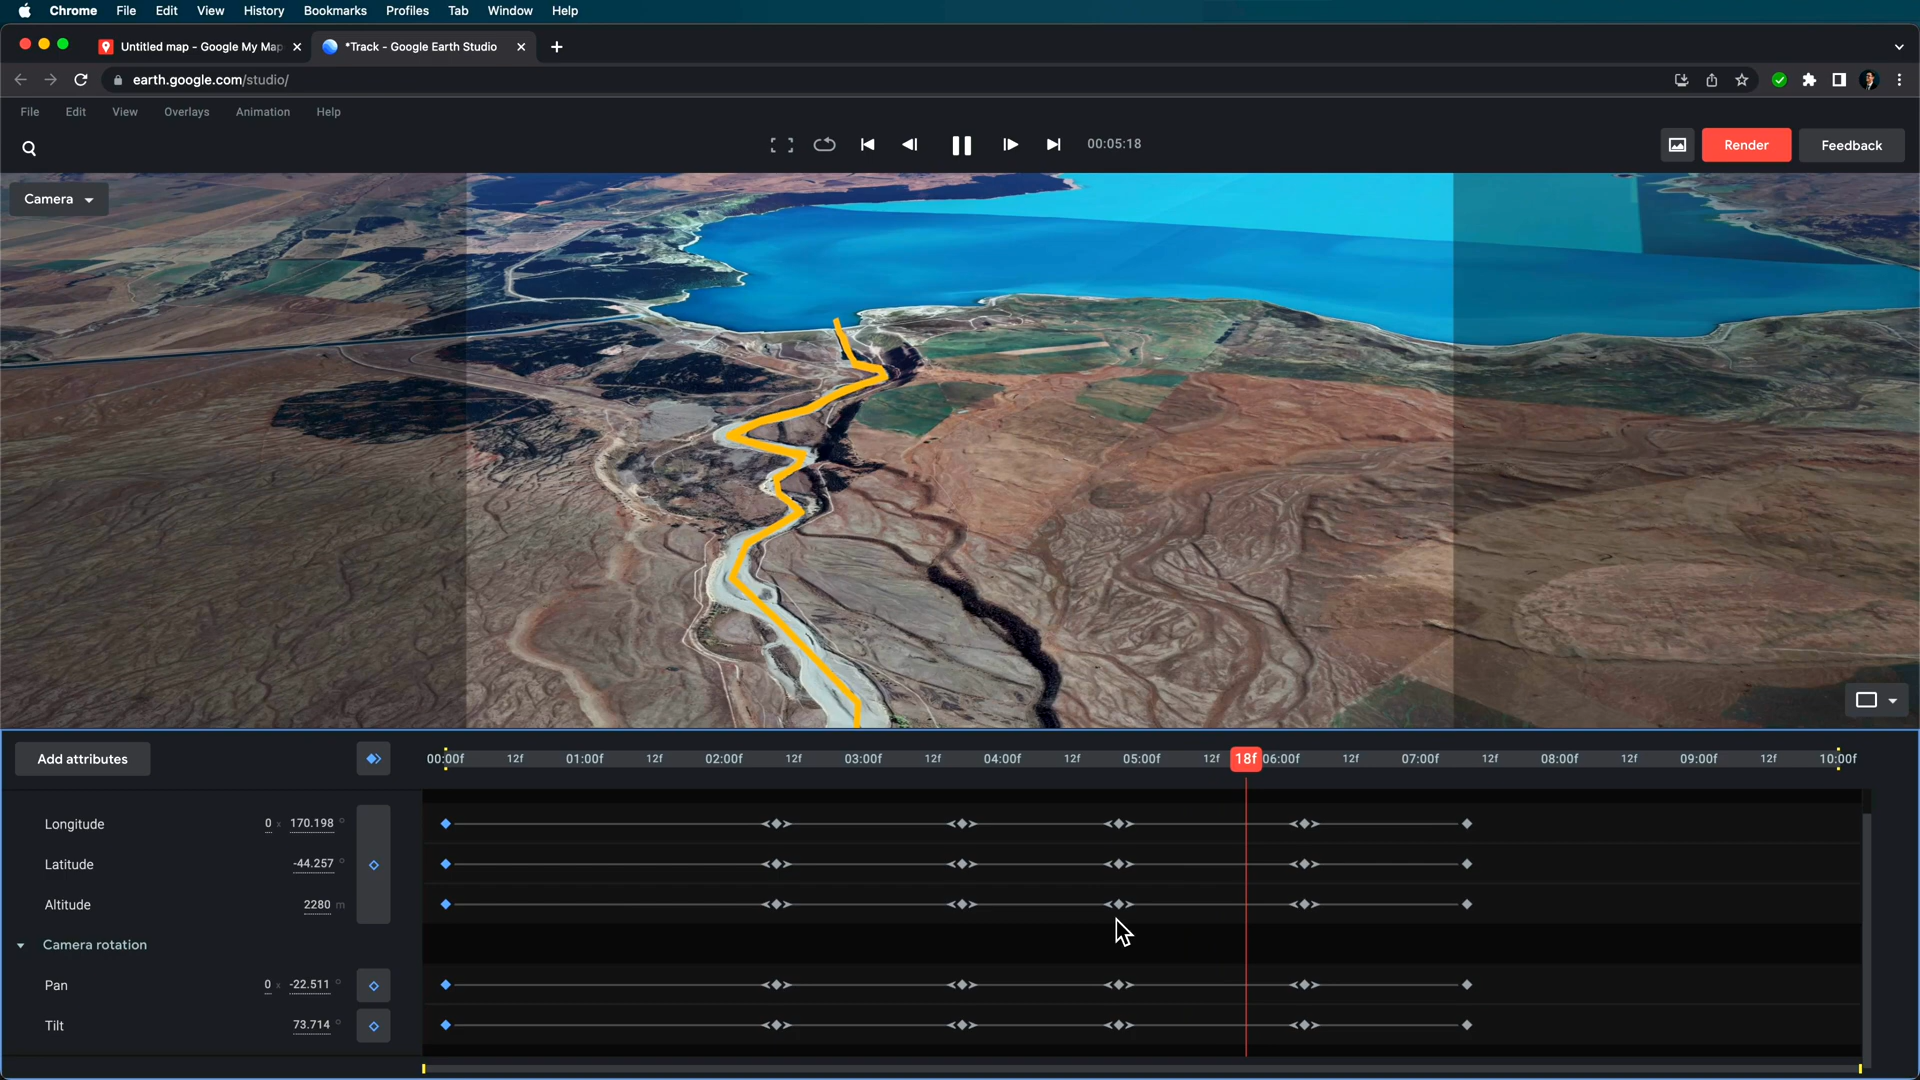 Chrome File Edit View History Bookmarks Profiles Tab Window Help
Untitled map - Google My Map *Track - Google Earth Studio
earth.google.com/studio/
File Edit View Overlays Animation Help
00:05:18 Render Feedback
Camera
Add attributes 00:00f 12f 01:00f 12f 02:00f 12f 03:00f 12f 04:00f 12f 05:00f 12f 18f 06:00f 12f 07:00f 12f 08:00f 12f 09:00f 12f 10:00f
Longitude 0 x 170.198 °
Latitude -44.257 °
Altitude 2280 m
Camera rotation
Pan 0 x -22.511 °
Tilt 73.714 °